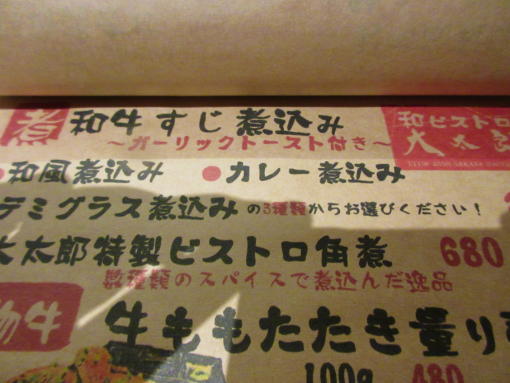 煮 和牛すじ煮込み
和ビストロ
大太郎
～ガーリックトースト付き～
●和風煮込み ●カレー煮込み
デミグラス煮込みの3種類からお選びください！
大太郎特製ビストロ角煮 680
数種類のスパイスで煮込んだ逸品
牛
牛ももたたき量り
100g 480